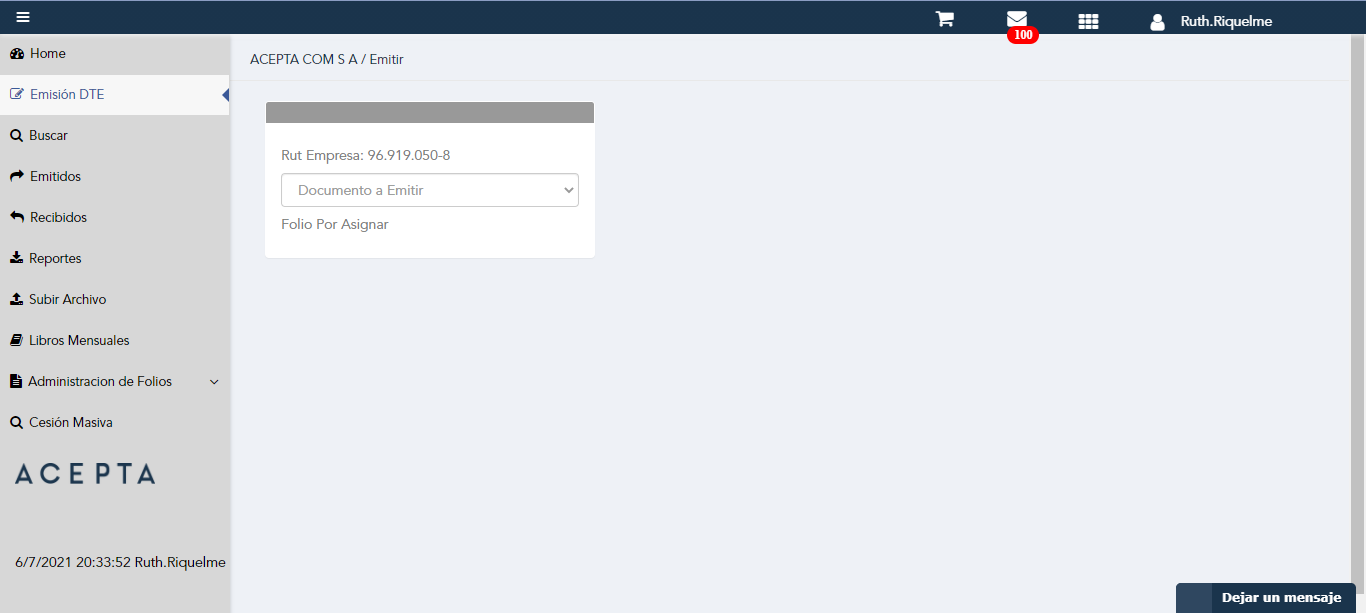 100
Ruth.Riquelme
Home
Emisión DTE
Buscar
Emitidos
Recibidos
Reportes
Subir Archivo
Libros Mensuales
Administracion de Folios
Cesión Masiva
ACEPTA
6/7/2021 20:33:52 Ruth.Riquelme
ACEPTA COM S A / Emitir
Rut Empresa: 96.919.050-8
Documento a Emitir
Folio Por Asignar
Dejar un mensaje